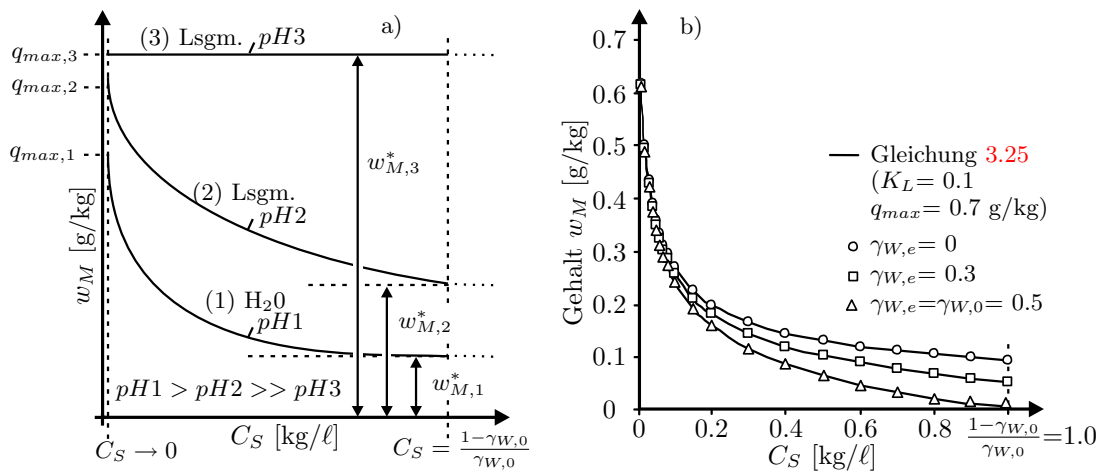 a)
(3) Lsgm. pH3
q_{max,3}
q_{max,2}
q_{max,1}
w_M [g/kg]
w^*_{M,3}
(2) Lsgm.
pH2
(1) H_20
pH1
w^*_{M,2}
w^*_{M,1}
pH1 > pH2 >> pH3
C_S → 0
C_S [kg/ℓ]
C_S = \frac{1−γ_{W,0}}{γ_{W,0}}
b)
Gehalt w_M [g/kg]
0.7
0.6
0.5
0.4
0.3
0.2
0.1
0
Gleichung 3.25
(K_L= 0.1
q_{max}= 0.7 g/kg)
γ_{W,e}= 0
γ_{W,e}= 0.3
γ_{W,e}=γ_{W,0}= 0.5
0 0.2 0.4 0.6 0.8 \frac{1−γ_{W,0}}{γ_{W,0}}=1.0
C_S [kg/ℓ]